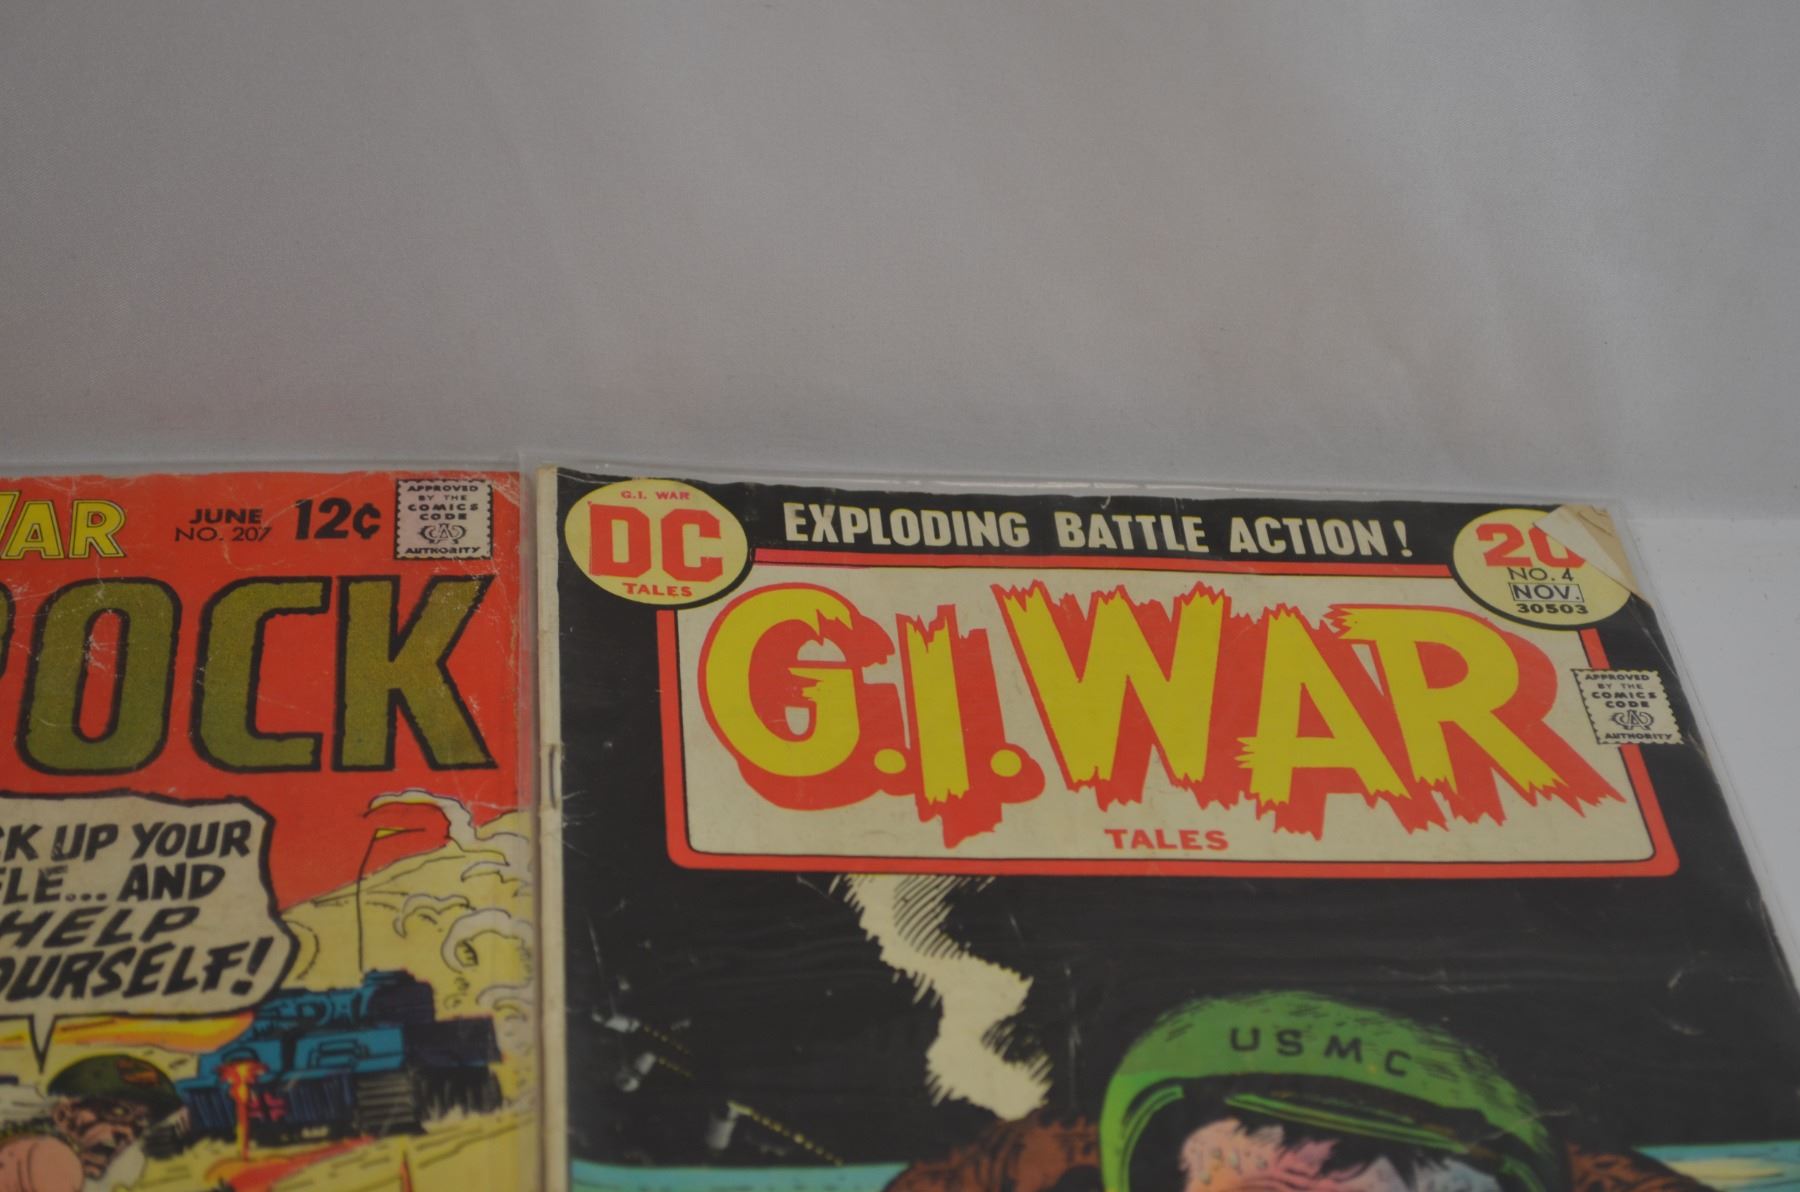 WAR
JUNE
NO. 207
12¢
APPROVED
BY THE
COMICS
CODE
AUTHORITY
ROCK
CK UP YOUR
FLE... AND
HELP
OURSELF!
G.I. WAR
DC
TALES
EXPLODING BATTLE ACTION!
20
NO. 4
NOV.
30503
G.I. WAR
TALES
APPROVED
BY THE
COMICS
CODE
AUTHORITY
USMC